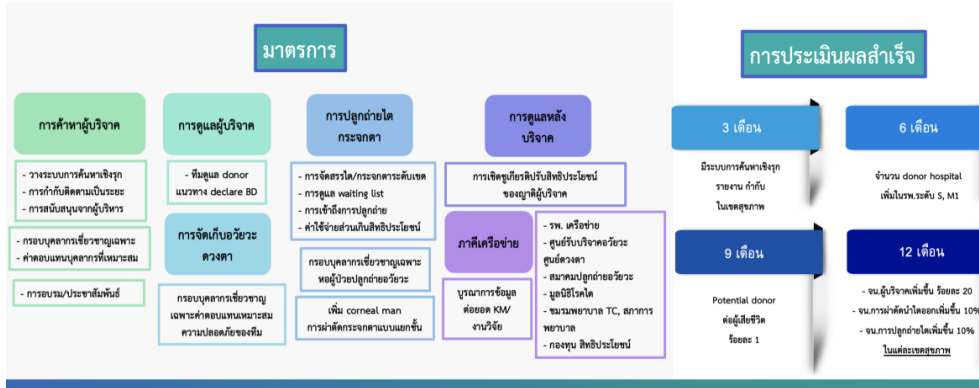 มาตรการ
การประเมินผลสำเร็จ
การค้าหาผู้บริจาค
- วางระบบการค้นหาเชิงรุก
- การกำกับติดตามเป็นระยะ
- การสนับสนุนจากผู้บริหาร
- กรอบบุคลากรเชี่ยวชาญเฉพาะ
- ค่าตอบแทนบุคลากรที่เหมาะสม
- การอบรม/ประชาสัมพันธ์
การดูแลผู้บริจาค
- ทีมดูแล donor
แนวทาง declare BD
การจัดเก็บอวัยวะ
ดวงตา
กรอบบุคลากรเชี่ยวชาญ
เฉพาะค่าตอบแทนเหมาะสม
ความปลอดภัยของทีม
การปลูกถ่ายไต
กระจกตา
- การจัดสรรไต/กระจกตาระดับเขต
- การดูแล waiting list
- การเข้าถึงการปลูกถ่าย
- ค่าใช้จ่ายส่วนเกินสิทธิประโยชน์
กรอบบุคลากรเชี่ยวชาญเฉพาะ
หอผู้ป่วยปลูกถ่ายอวัยวะ
เพิ่ม corneal man
การผ่าตัดกระจกตาแบบแยกชั้น
การดูแลหลัง
บริจาค
การเชิดชูเกียรติปรับสิทธิประโยชน์
ของญาติผู้บริจาค
ภาคีเครือข่าย
บูรณาการข้อมูล
ต่อยอด KM/
งานวิจัย
- รพ. เครือข่าย
- ศูนย์รับบริจาคอวัยวะ
ศูนย์ดวงตา
- สมาคมปลูกถ่ายอวัยวะ
- มูลนิธิโรคไต
- ชมรมพยาบาล TC, สภาการ
พยาบาล
- กองทุน สิทธิประโยชน์
3 เดือน
มีระบบการค้นหาเชิงรุก
รายงาน กำกับ
ในเขตสุขภาพ
6 เดือน
จำนวน donor hospital
เพิ่มในรพ.ระดับ S, M1
9 เดือน
Potential donor
ต่อผู้เสียชีวิต
ร้อยละ 1
12 เดือน
- จน.ผู้บริจาคเพิ่มขึ้น ร้อยละ 20
- จน.การผ่าตัดนำไตออกเพิ่มขึ้น 10%
- จน.การปลูกถ่ายไตเพิ่มขึ้น 10%
ในแต่ละเขตสุขภาพ